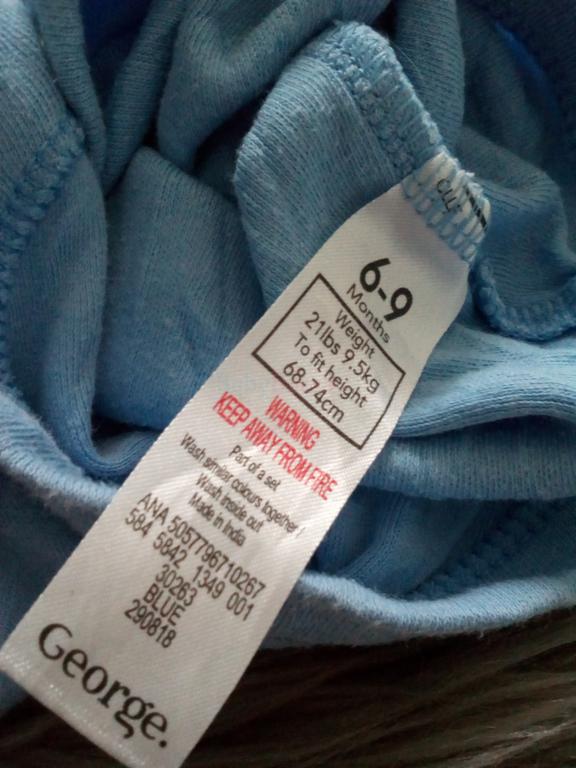 6-9
Months
Weight
21lbs 9.5kg
To fit height
68-74cm
WARNING
KEEP AWAY FROM FIRE
Part of a set
Wash similar colours together /
Wash inside out
Made in India
ANA 5057796710267
584 5842 1349 001
30263
BLUE
290818
George.